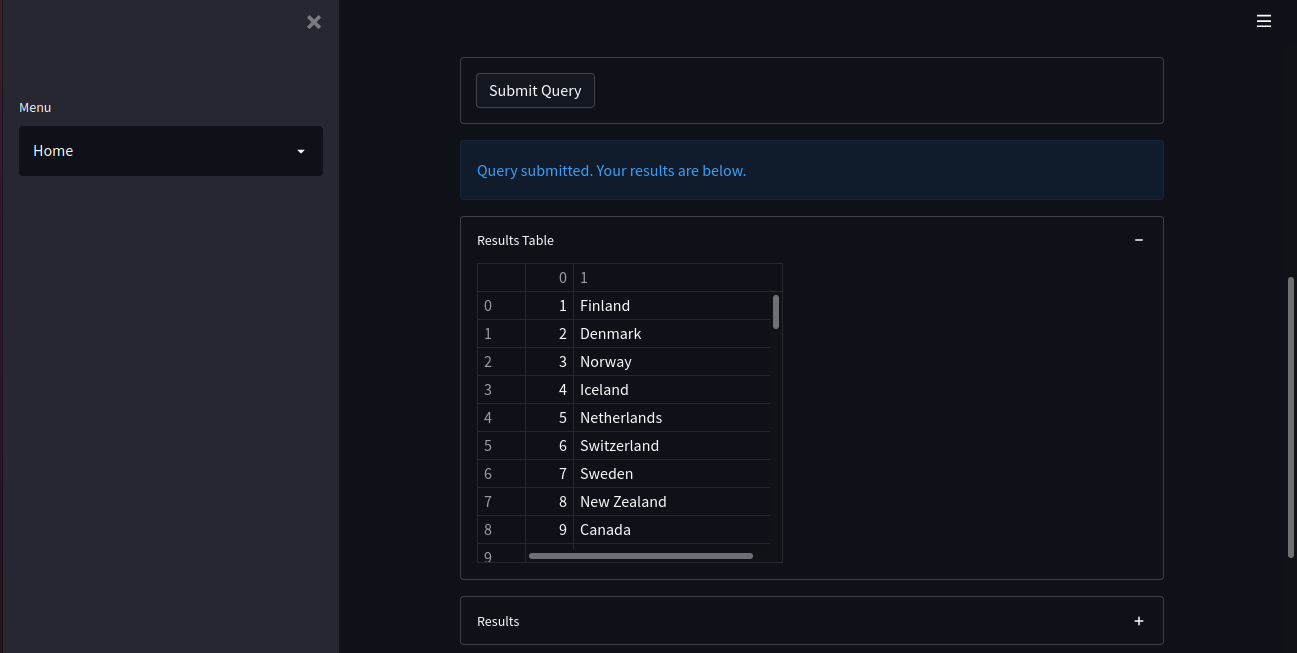 Menu
Home
Submit Query
Query submitted. Your results are below.
Results Table
0 1
0 1 Finland
1 2 Denmark
2 3 Norway
3 4 Iceland
4 5 Netherlands
5 6 Switzerland
6 7 Sweden
7 8 New Zealand
8 9 Canada
9
Results